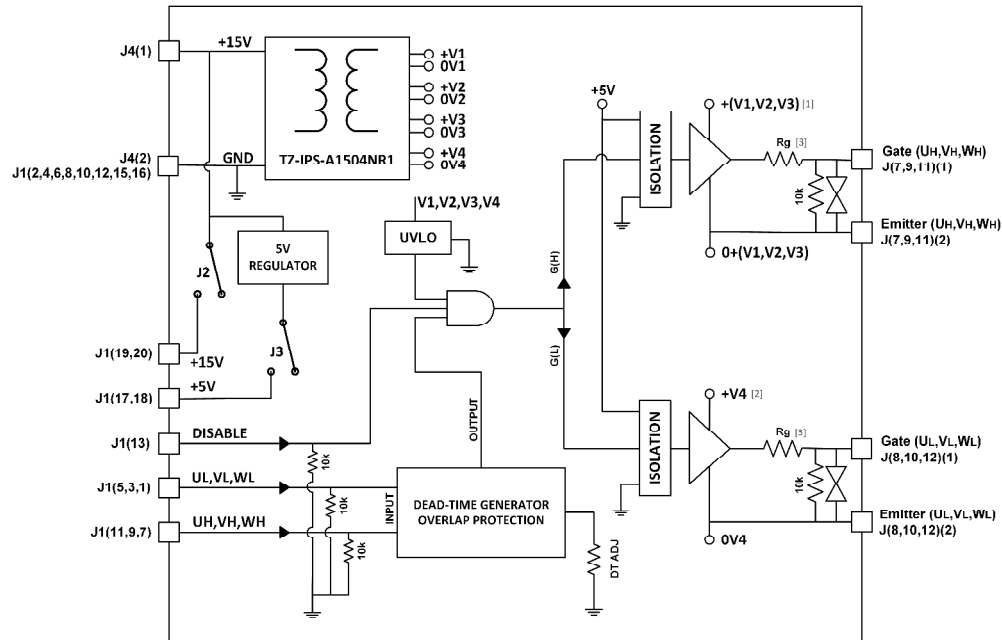 J4(1)
+15V
+V1
0V1
+V2
0V2
+V3
0V3
+V4
0V4
TZ-IPS-A1504NR1
J4(2)
J1(2,4,6,8,10,12,15,16)
GND
+5V
+(V1,V2,V3) [1]
ISOLATION
Rg [3]
10k
Gate (UH,VH,WH)
J(7,9,11)(1)
Emitter (UH,VH,WH)
J(7,9,11)(2)
0+(V1,V2,V3)
V1,V2,V3,V4
UVLO
5V
REGULATOR
J2
J3
G(H)
G(L)
J1(19,20)
+15V
J1(17,18)
+5V
J1(13)
DISABLE
10k
J1(5,3,1)
UL,VL,WL
10k
J1(11,9,7)
UH,VH,WH
10k
OUTPUT
INPUT
DEAD-TIME GENERATOR
OVERLAP PROTECTION
DT ADJ
+V4 [2]
ISOLATION
Rg [3]
10k
Gate (UL,VL,WL)
J(8,10,12)(1)
Emitter (UL,VL,WL)
J(8,10,12)(2)
0V4